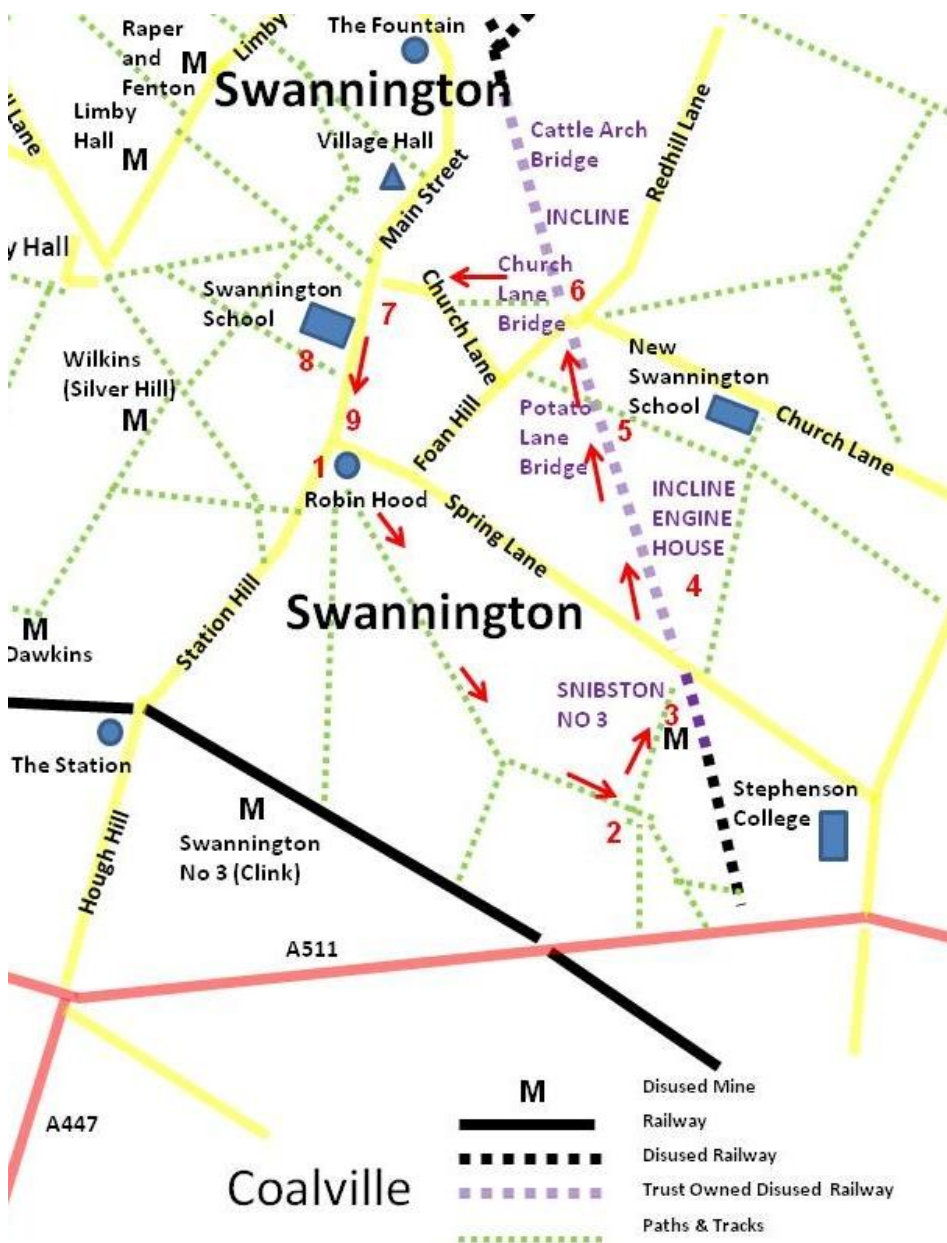 Raper
and
Fenton
M
Limby
The Fountain
Swannington
Limby
Hall
M
Village Hall
Main Street
Cattle Arch
Bridge
Redhill Lane
INCLINE
Lane
y Hall
Swannington
School
Church
Lane
Bridge
6
7
Church Lane
8
Wilkins
(Silver Hill)
M
New
Swannington
School
9
Foan Hill
Potato
Lane
Bridge
5
Church Lane
1
Robin Hood
Spring Lane
INCLINE
ENGINE
HOUSE
4
Swannington
Station Hill
M
Dawkins
SNIBSTON
NO 3
3
M
The Station
M
Swannington
No 3 (Clink)
2
Stephenson
College
Hough Hill
A511
A447
Coalville
M Disused Mine
Railway
Disused Railway
Trust Owned Disused Railway
Paths & Tracks